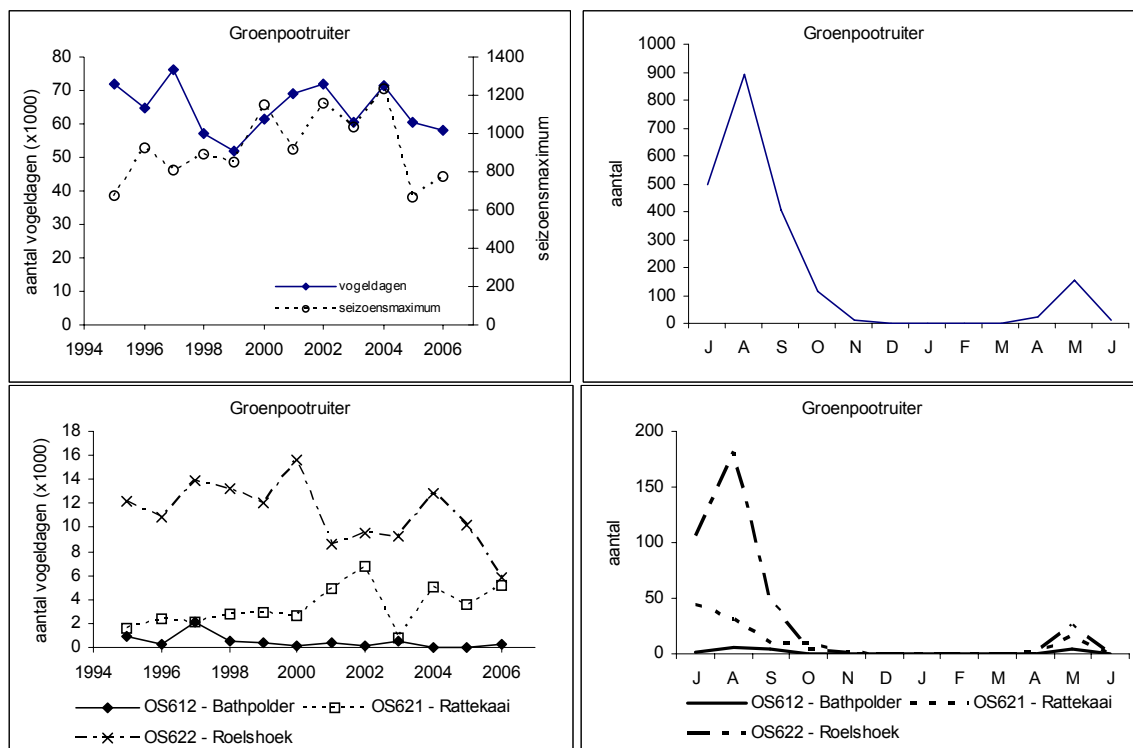 Groenpootruiter
80
70
60
50
40
30
20
10
0
1400
1200
1000
800
600
400
200
0
1994 1996 1998 2000 2002 2004 2006
aantal vogeldagen (x1000)
seizoensmaximum
vogeldagen
seizoensmaximum
Groenpootruiter
1000
900
800
700
600
500
400
300
200
100
0
aantal
J A S O N D J F M A M J
Groenpootruiter
18
16
14
12
10
8
6
4
2
0
aantal vogeldagen (x1000)
1994 1996 1998 2000 2002 2004 2006
OS612 - Bathpolder OS621 - Rattekaai
OS622 - Roelshoek
Groenpootruiter
200
150
100
50
0
aantal
J A S O N D J F M A M J
OS612 - Bathpolder OS621 - Rattekaai
OS622 - Roelshoek